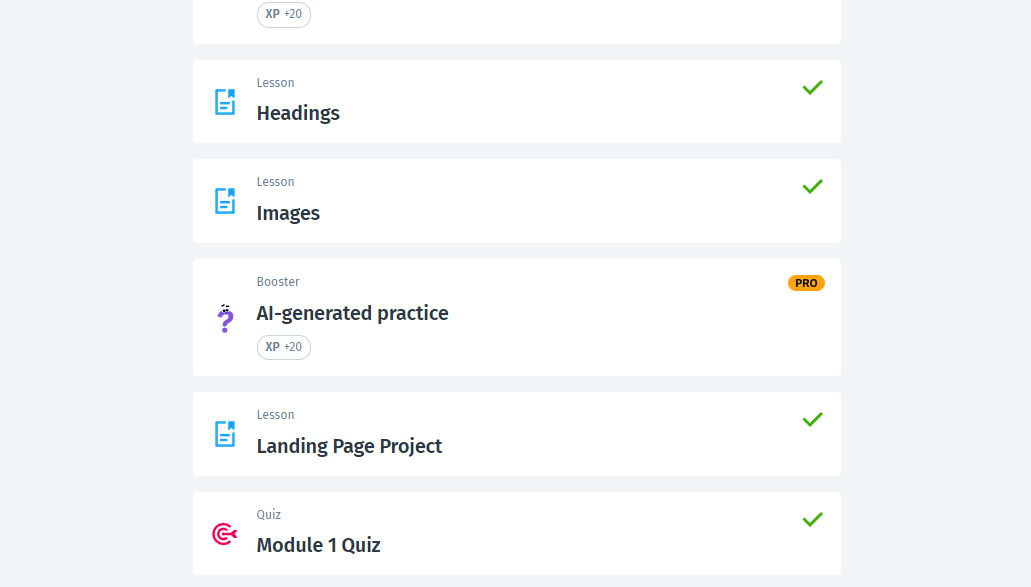 XP +20
Lesson
Headings
Lesson
Images
Booster
PRO
AI-generated practice
XP +20
Lesson
Landing Page Project
Quiz
Module 1 Quiz